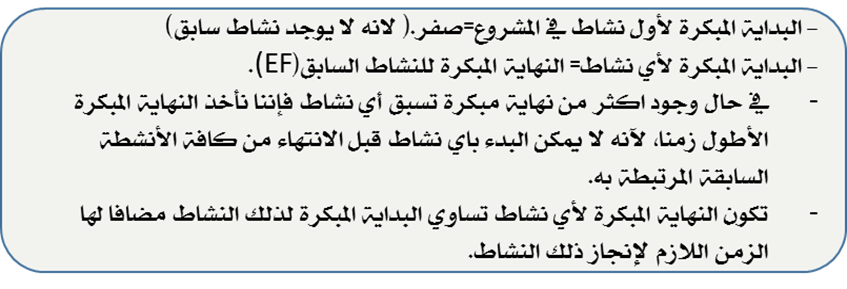 – البداية المبكرة لأول نشاط في المشروع=صفر.( لانه لا يوجد نشاط سابق)
– البداية المبكرة لأي نشاط= النهاية المبكرة للنشاط السابق(EF).
- في حال وجود اكثر من نهاية مبكرة تسبق أي نشاط فإننا نأخذ النهاية المبكرة
الأطول زمنا، لآنه لا يمكن البدء باي نشاط قبل الانتهاء من كافة الأنشطة
السابقة المرتبطة به.
- تكون النهاية المبكرة لأي نشاط تساوي البداية المبكرة لذلك النشاط مضافا لها
الزمن اللازم لإنجاز ذلك النشاط.